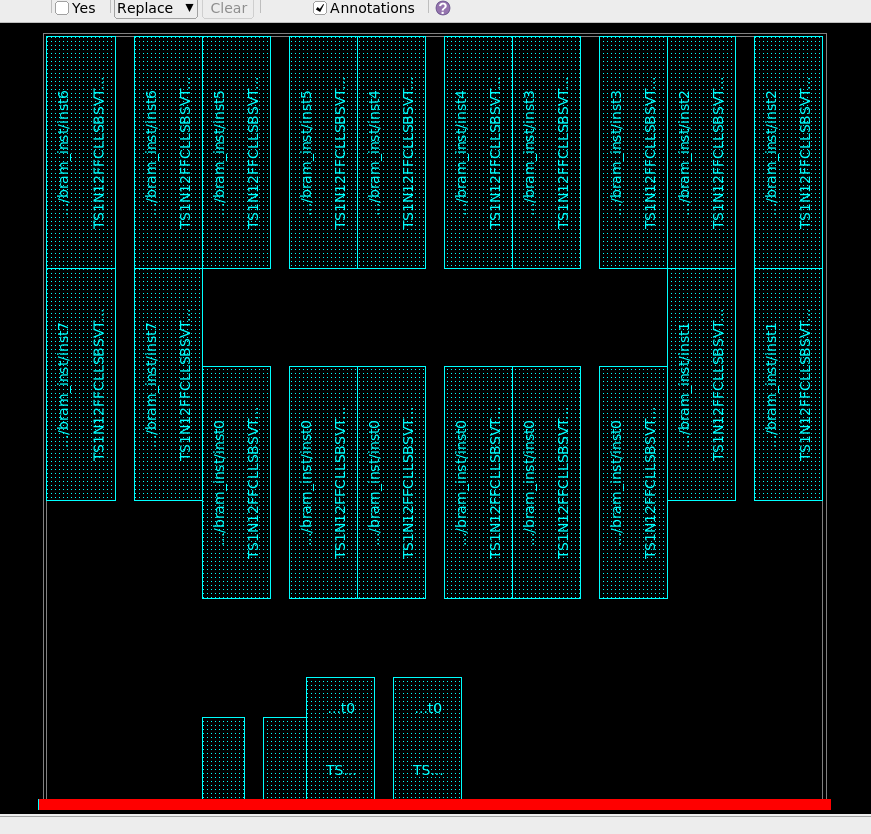 Yes Replace Clear Annotations ?
.../bram_inst/inst6
TS1N12FFCLLSBSVT...
.../bram_inst/inst6
TS1N12FFCLLSBSVT...
.../bram_inst/inst5
TS1N12FFCLLSBSVT...
.../bram_inst/inst5
TS1N12FFCLLSBSVT...
.../bram_inst/inst4
TS1N12FFCLLSBSVT...
.../bram_inst/inst4
TS1N12FFCLLSBSVT...
.../bram_inst/inst3
TS1N12FFCLLSBSVT...
.../bram_inst/inst3
TS1N12FFCLLSBSVT...
.../bram_inst/inst2
TS1N12FFCLLSBSVT...
.../bram_inst/inst2
TS1N12FFCLLSBSVT...
.../bram_inst/inst7
TS1N12FFCLLSBSVT...
.../bram_inst/inst7
TS1N12FFCLLSBSVT...
.../bram_inst/inst0
TS1N12FFCLLSBSVT...
.../bram_inst/inst0
TS1N12FFCLLSBSVT...
.../bram_inst/inst0
TS1N12FFCLLSBSVT...
.../bram_inst/inst0
TS1N12FFCLLSBSVT...
.../bram_inst/inst0
TS1N12FFCLLSBSVT...
.../bram_inst/inst0
TS1N12FFCLLSBSVT...
.../bram_inst/inst1
TS1N12FFCLLSBSVT...
.../bram_inst/inst1
TS1N12FFCLLSBSVT...
...t0
TS...
...t0
TS...